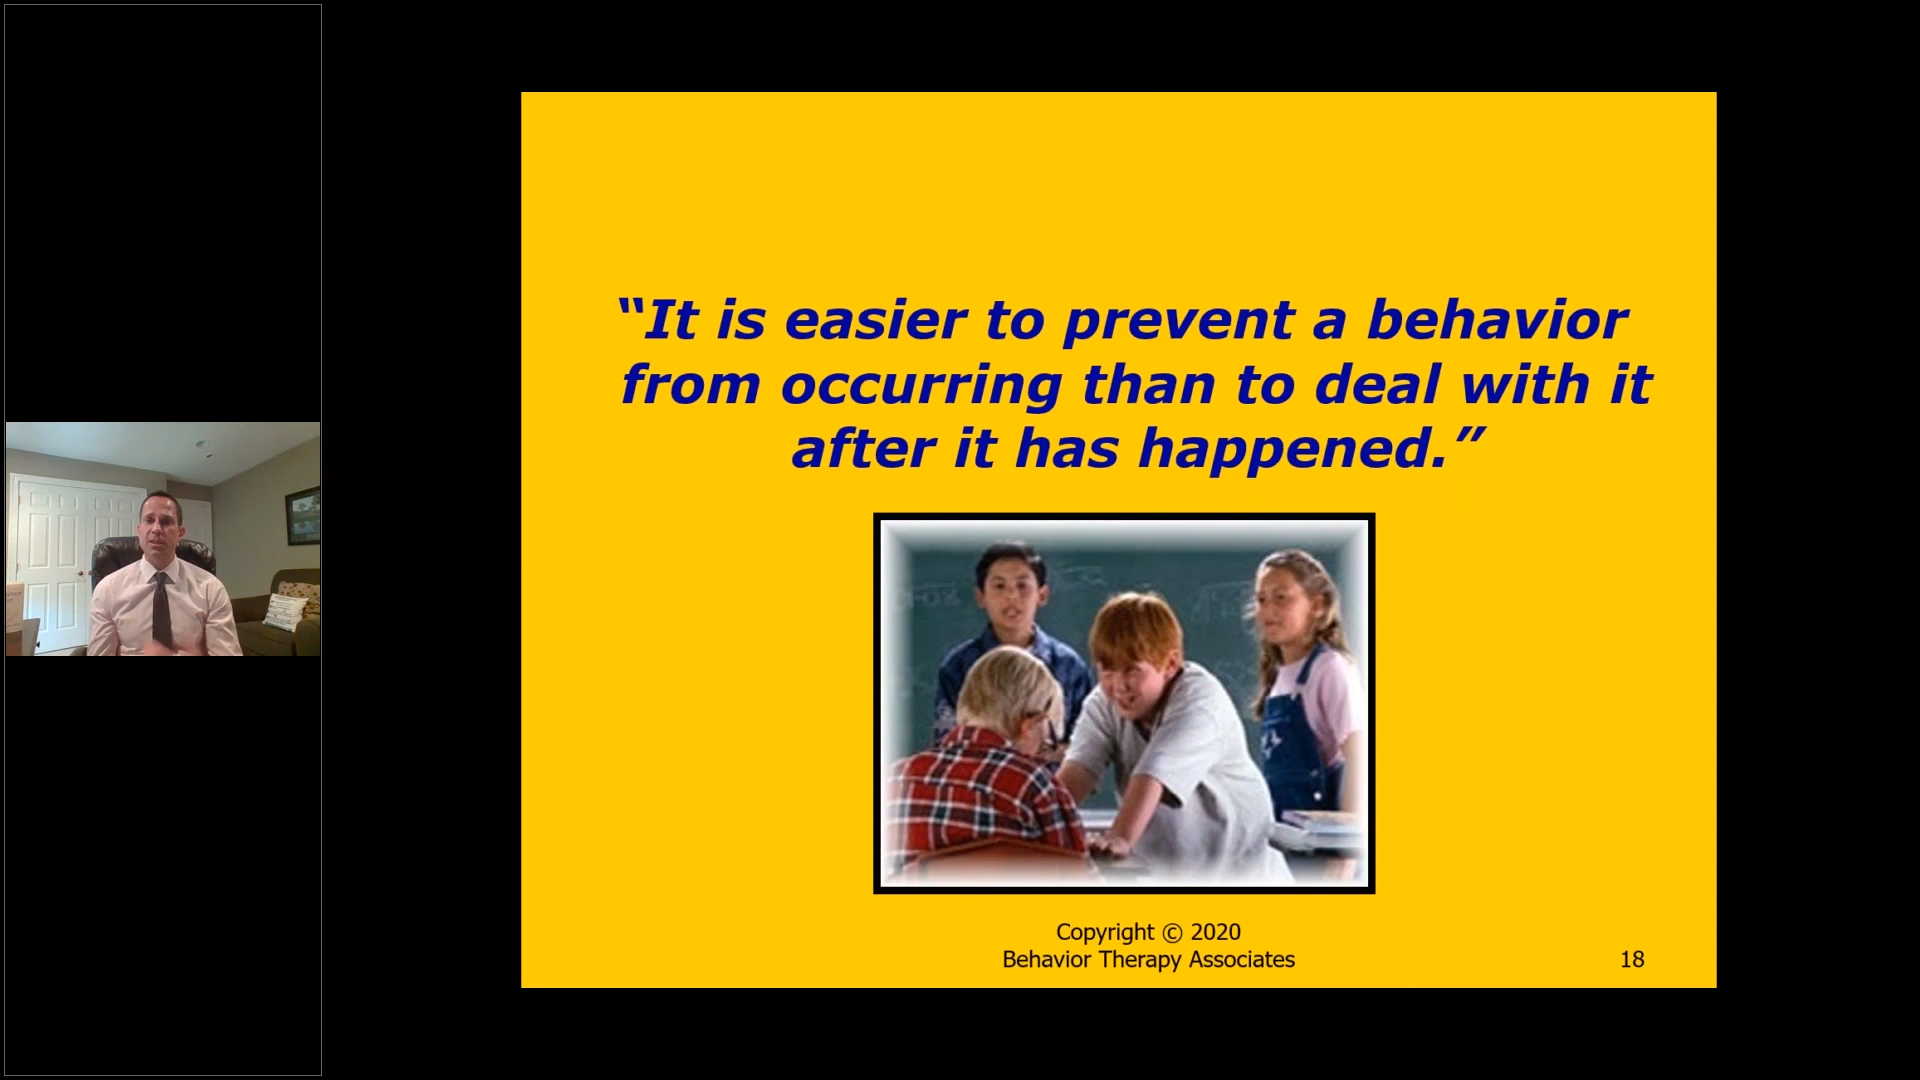 “It is easier to prevent a behavior
from occurring than to deal with it
after it has happened.”
Copyright © 2020
Behavior Therapy Associates
18